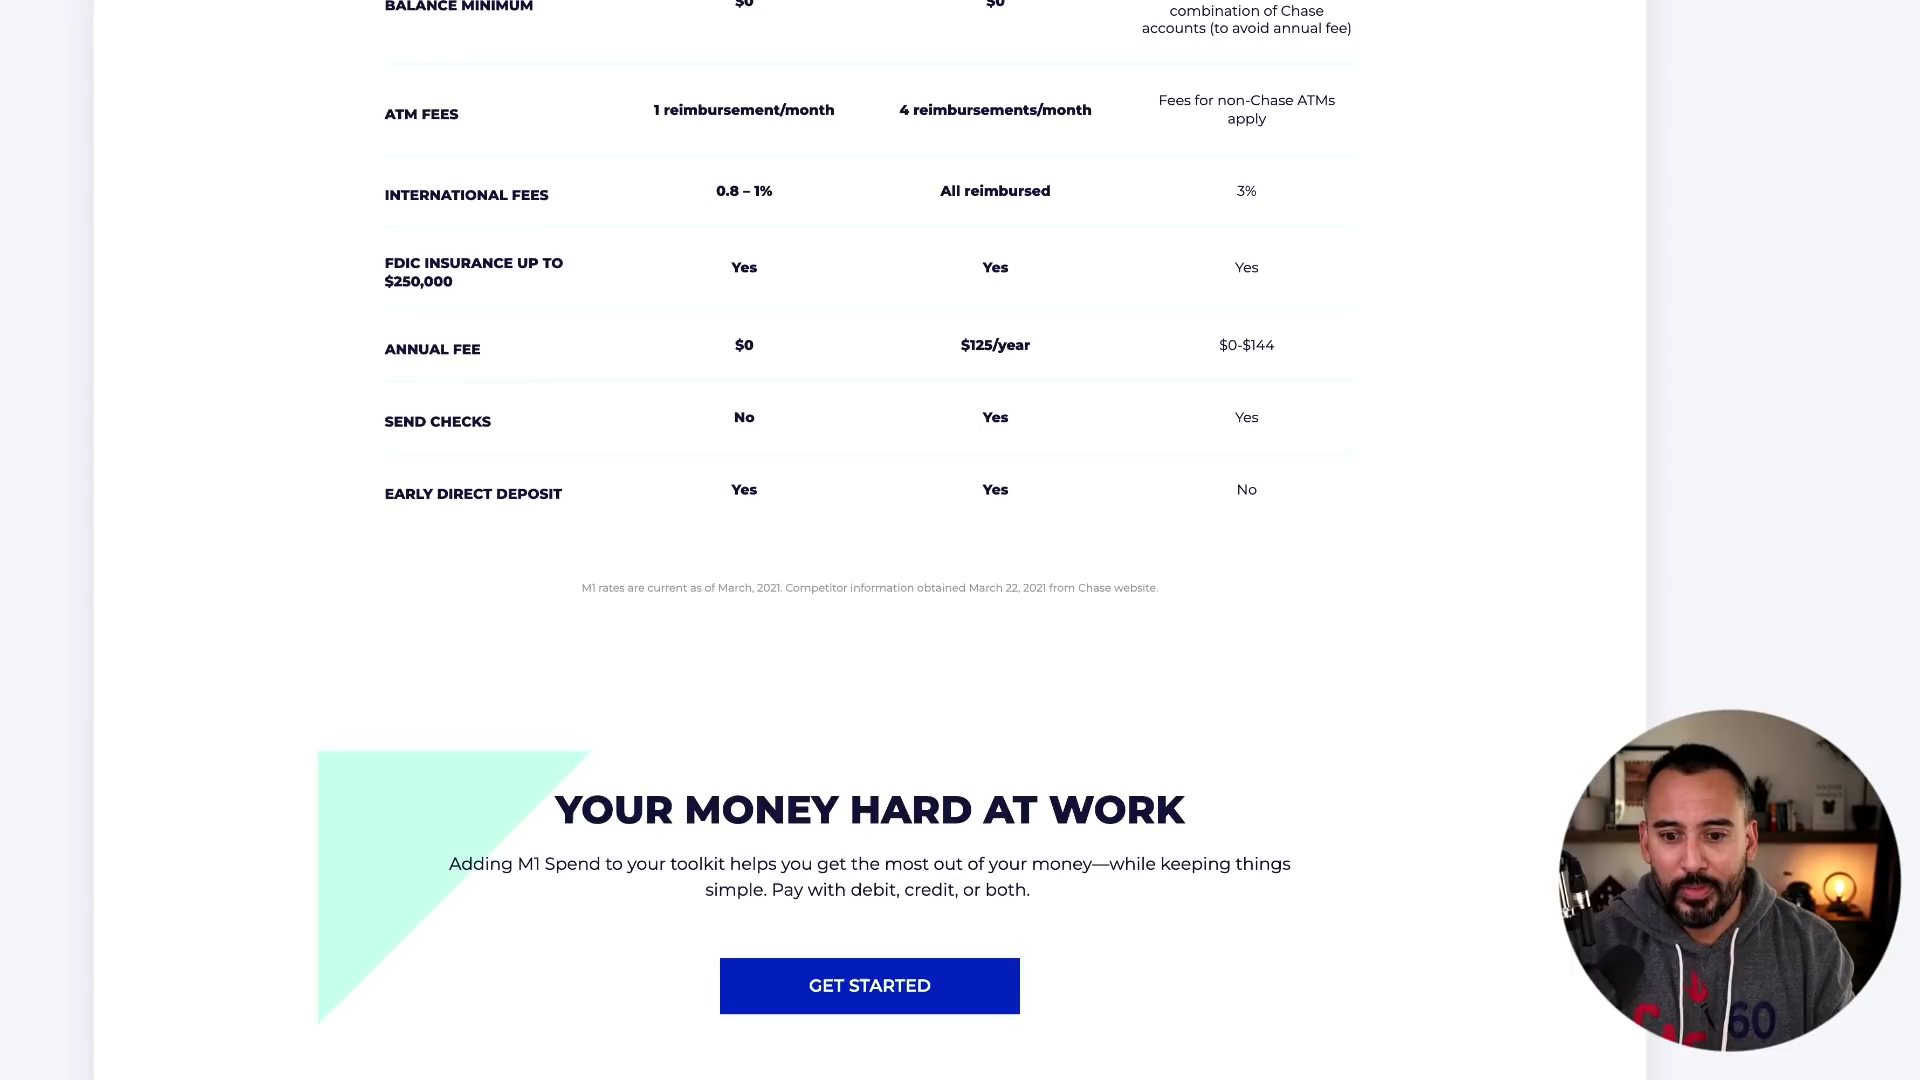 BALANCE MINIMUM
$0
$0
combination of Chase
accounts (to avoid annual fee)
ATM FEES
1 reimbursement/month
4 reimbursements/month
Fees for non-Chase ATMs
apply
INTERNATIONAL FEES
0.8 – 1%
All reimbursed
3%
FDIC INSURANCE UP TO
$250,000
Yes
Yes
Yes
ANNUAL FEE
$0
$125/year
$0-$144
SEND CHECKS
No
Yes
Yes
EARLY DIRECT DEPOSIT
Yes
Yes
No
M1 rates are current as of March, 2021. Competitor information obtained March 22, 2021 from Chase website.
YOUR MONEY HARD AT WORK
Adding M1 Spend to your toolkit helps you get the most out of your money—while keeping things
simple. Pay with debit, credit, or both.
GET STARTED
60